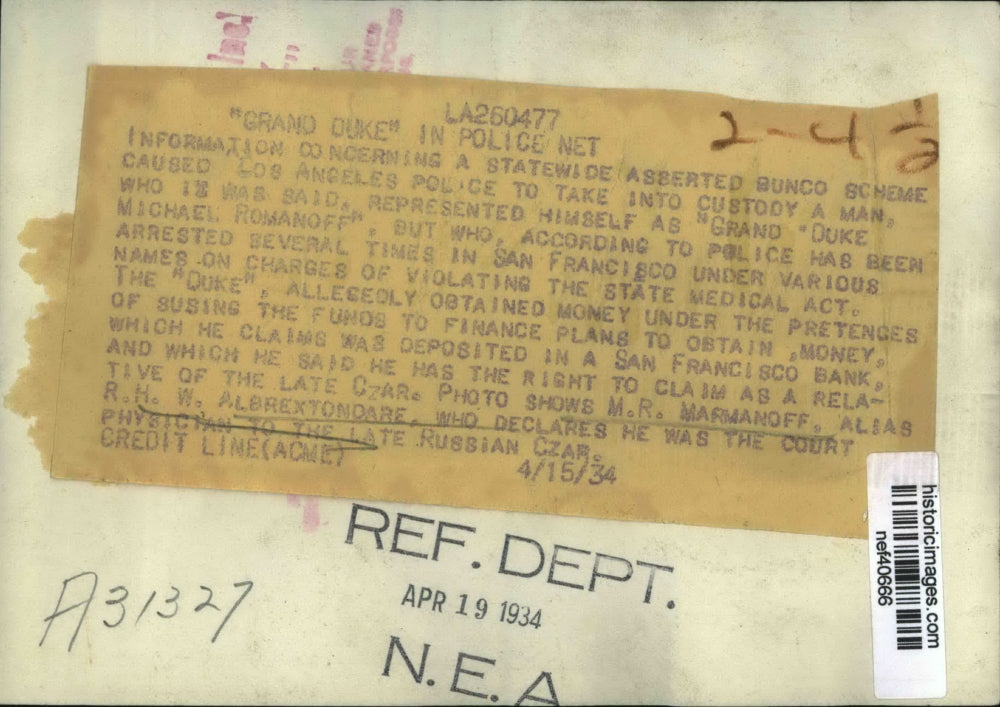 LA260477
"GRAND DUKE" IN POLICE NET
INFORMATION CONCERNING A STATEWIDE ASSERTED BUNCO SCHEME
CAUSED LOS ANGELES POLICE TO TAKE INTO CUSTODY A MAN,
WHO IT WAS SAID, REPRESENTED HIMSELF AS "GRAND "DUKE
MICHAEL ROMANOFF", BUT WHO, ACCORDING TO POLICE HAS BEEN
ARRESTED SEVERAL TIMES IN SAN FRANCISCO UNDER VARIOUS
NAMES ON CHARGES OF VIOLATING THE STATE MEDICAL ACT.
THE "DUKE", ALLEGEDLY OBTAINED MONEY UNDER THE PRETENCES
OF SUSING THE FUNDS TO FINANCE PLANS TO OBTAIN ,MONEY,
WHICH HE CLAIMS WAS DEPOSITED IN A SAN FRANCISCO BANK,
AND WHICH HE SAID HE HAS THE RIGHT TO CLAIM AS A RELA-
TIVE OF THE LATE CZAR. PHOTO SHOWS M.R. MARMANOFF, ALIAS
R.H. W. ALBREXTONDARE, WHO DECLARES HE WAS THE COURT
PHYSICIAN TO THE LATE RUSSIAN CZAR.
CREDIT LINE(ACME) 4/15/34
2-4 1/2
REF. DEPT.
APR 19 1934
N.E.A
A31327
historicimages.com
nef40666